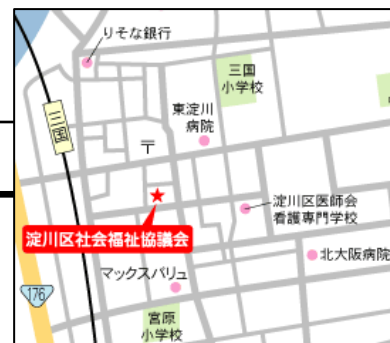 りそな銀行
三国
小学校
東淀川
病院
三国
〒
淀川区医師会
看護専門学校
淀川区社会福祉協議会
北大阪病院
マックスバリュ
176
宮原
小学校